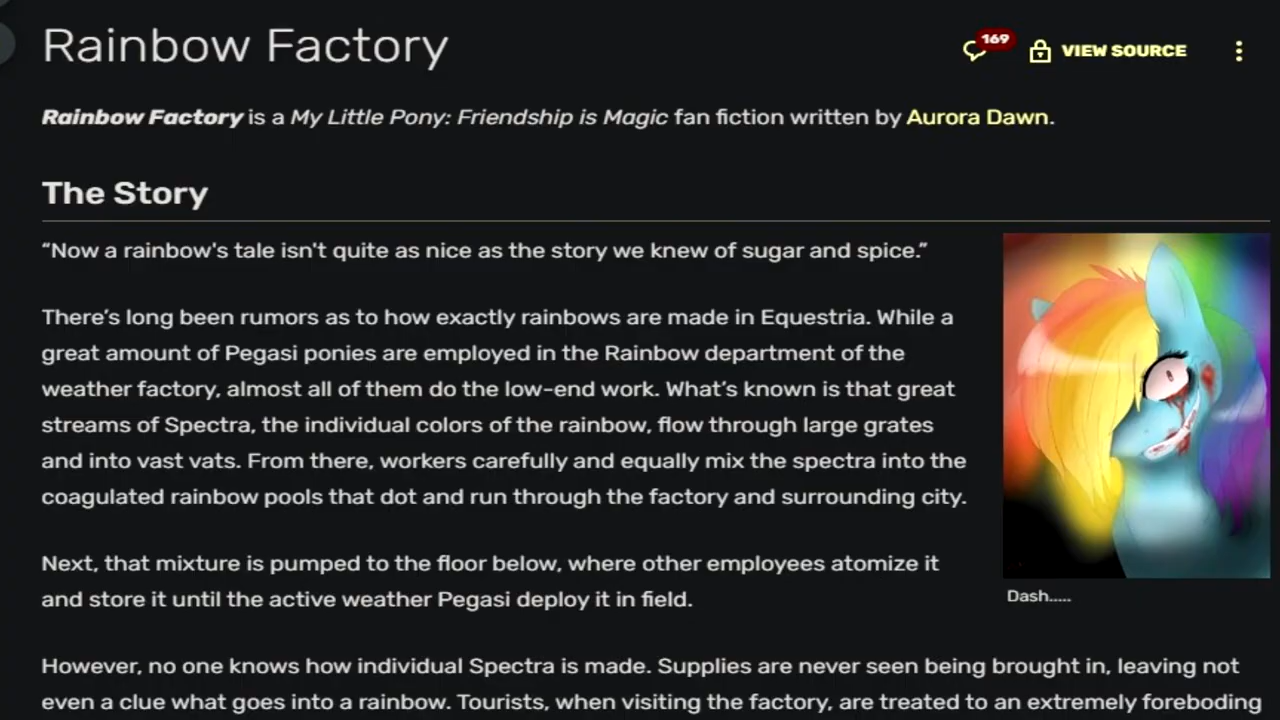 Rainbow Factory
169
VIEW SOURCE
Rainbow Factory is a My Little Pony: Friendship is Magic fan fiction written by Aurora Dawn.
The Story
“Now a rainbow's tale isn't quite as nice as the story we knew of sugar and spice.”
There’s long been rumors as to how exactly rainbows are made in Equestria. While a
great amount of Pegasi ponies are employed in the Rainbow department of the
weather factory, almost all of them do the low-end work. What’s known is that great
streams of Spectra, the individual colors of the rainbow, flow through large grates
and into vast vats. From there, workers carefully and equally mix the spectra into the
coagulated rainbow pools that dot and run through the factory and surrounding city.
Next, that mixture is pumped to the floor below, where other employees atomize it
and store it until the active weather Pegasi deploy it in field.
Dash.....
However, no one knows how individual Spectra is made. Supplies are never seen being brought in, leaving not
even a clue what goes into a rainbow. Tourists, when visiting the factory, are treated to an extremely foreboding